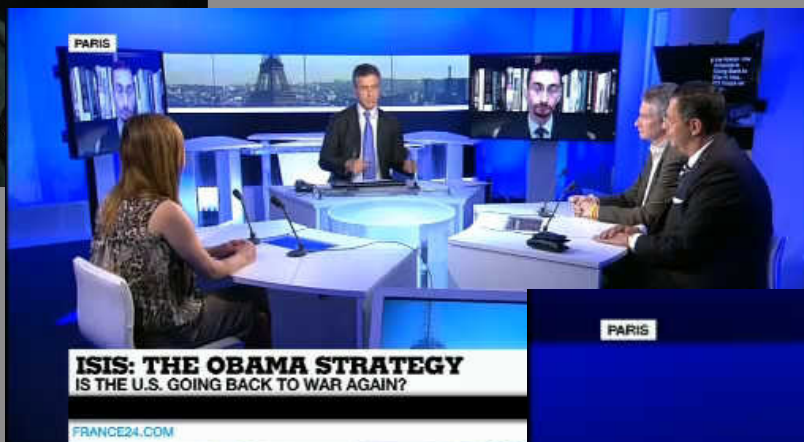 PARIS
ISIS: THE OBAMA STRATEGY
IS THE U.S. GOING BACK TO WAR AGAIN?
FRANCE24.COM
PARIS